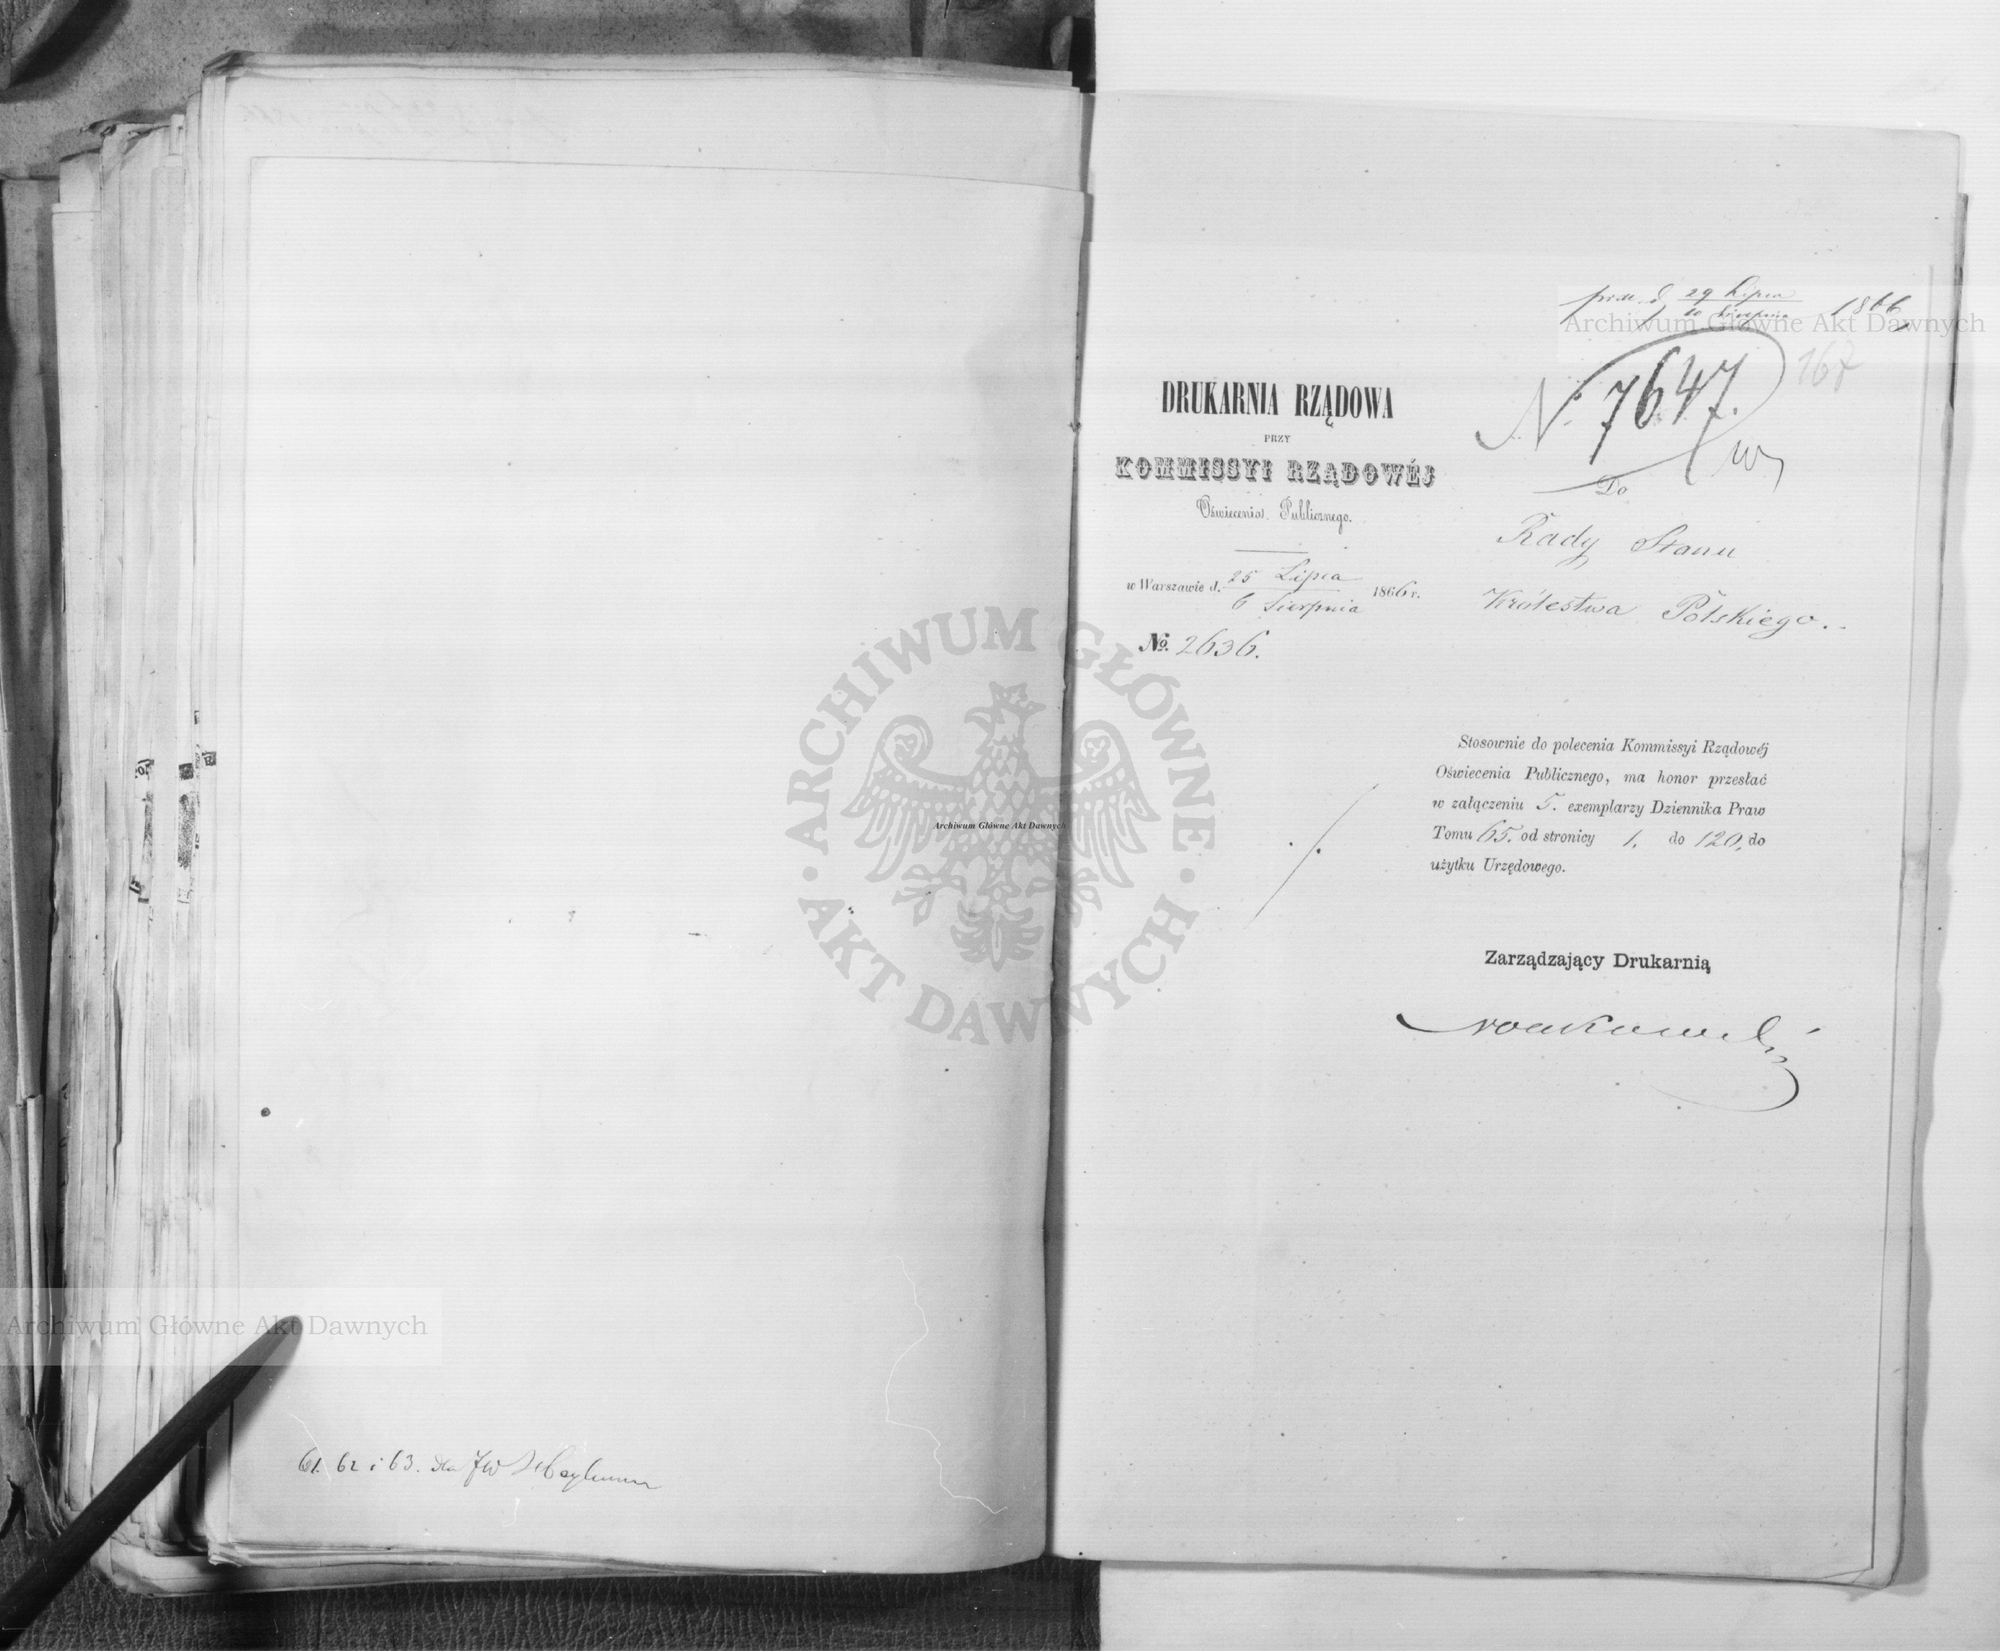 61. 62 i 63. dla JW
29 Lipca
10 Sierpnia 1866
167
N. 7647.
DRUKARNIA RZĄDOWA
PRZY
KOMMISSYI RZĄDOWÉJ
Oświecenia Publicznego.
w Warszawie d. 25 Lipca
6 Sierpnia 1866 r.
No. 2636.
Do
Rady Stanu
Królestwa Polskiego.
Stosownie do polecenia Kommissyi Rządowéj
Oświecenia Publicznego, ma honor przesłać
w załączeniu 5. exemplarzy Dziennika Praw
Tomu 65. od stronicy 1. do 120, do
użytku Urzędowego.
Zarządzający Drukarnią
Archiwum Główne Akt Dawnych
ARCHIWUM GŁÓWNE
AKT DAWNYCH
Archiwum Główne Akt Dawnych
Archiwum Główne Akt Dawnych